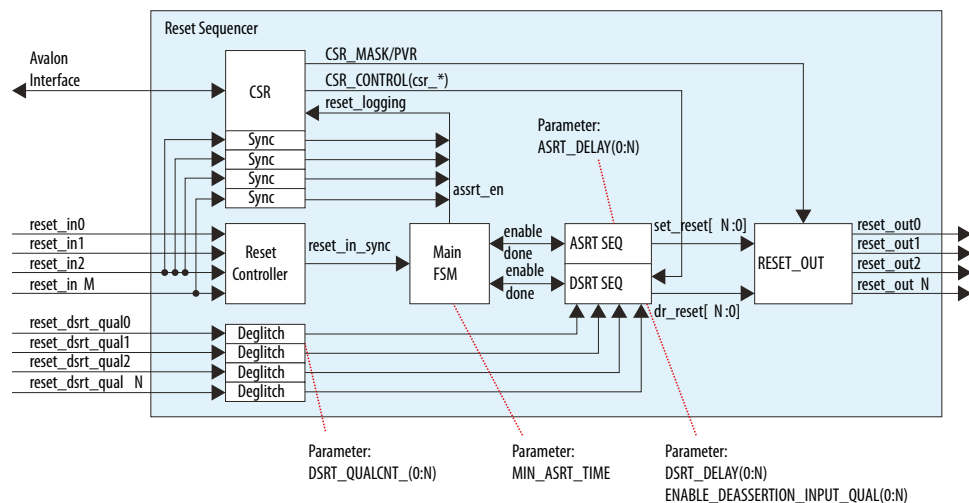 Reset Sequencer
Avalon
Interface
CSR
CSR_MASK/PVR
CSR_CONTROL(csr_*)
reset_logging
Sync
Sync
Sync
Sync
assrt_en
Parameter:
ASRT_DELAY(0:N)
reset_in0
reset_in1
reset_in2
reset_in M
Reset
Controller
reset_in_sync
Main
FSM
enable
done
enable
done
ASRT SEQ
DSRT SEQ
set_reset[ N:0]
dr_reset[ N:0]
RESET_OUT
reset_out0
reset_out1
reset_out2
reset_out N
reset_dsrt_qual0
reset_dsrt_qual1
reset_dsrt_qual2
reset_dsrt_qual N
Deglitch
Deglitch
Deglitch
Deglitch
Parameter:
DSRT_QUALCNT_(0:N)
Parameter:
MIN_ASRT_TIME
Parameter:
DSRT_DELAY(0:N)
ENABLE_DEASSERTION_INPUT_QUAL(0:N)